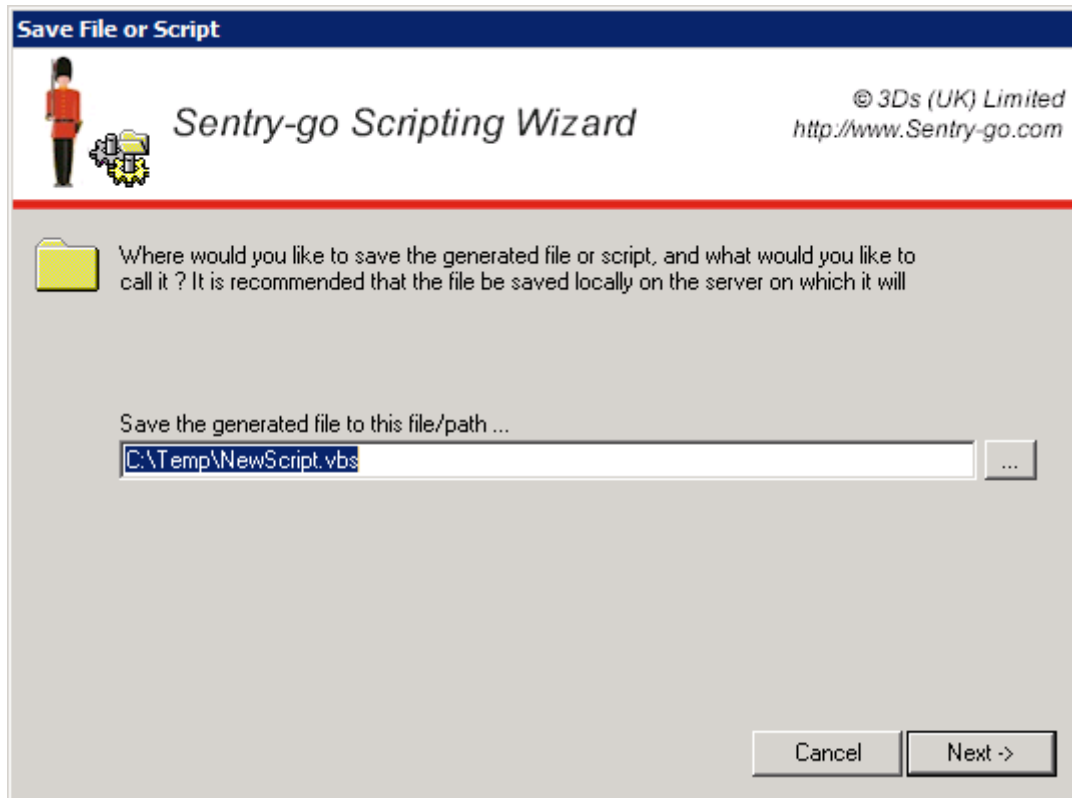 Save File or Script
Sentry-go Scripting Wizard
© 3Ds (UK) Limited
http://www.Sentry-go.com
Where would you like to save the generated file or script, and what would you like to
call it ? It is recommended that the file be saved locally on the server on which it will
Save the generated file to this file/path ...
C:\Temp\NewScript.vbs
...
Cancel
Next ->